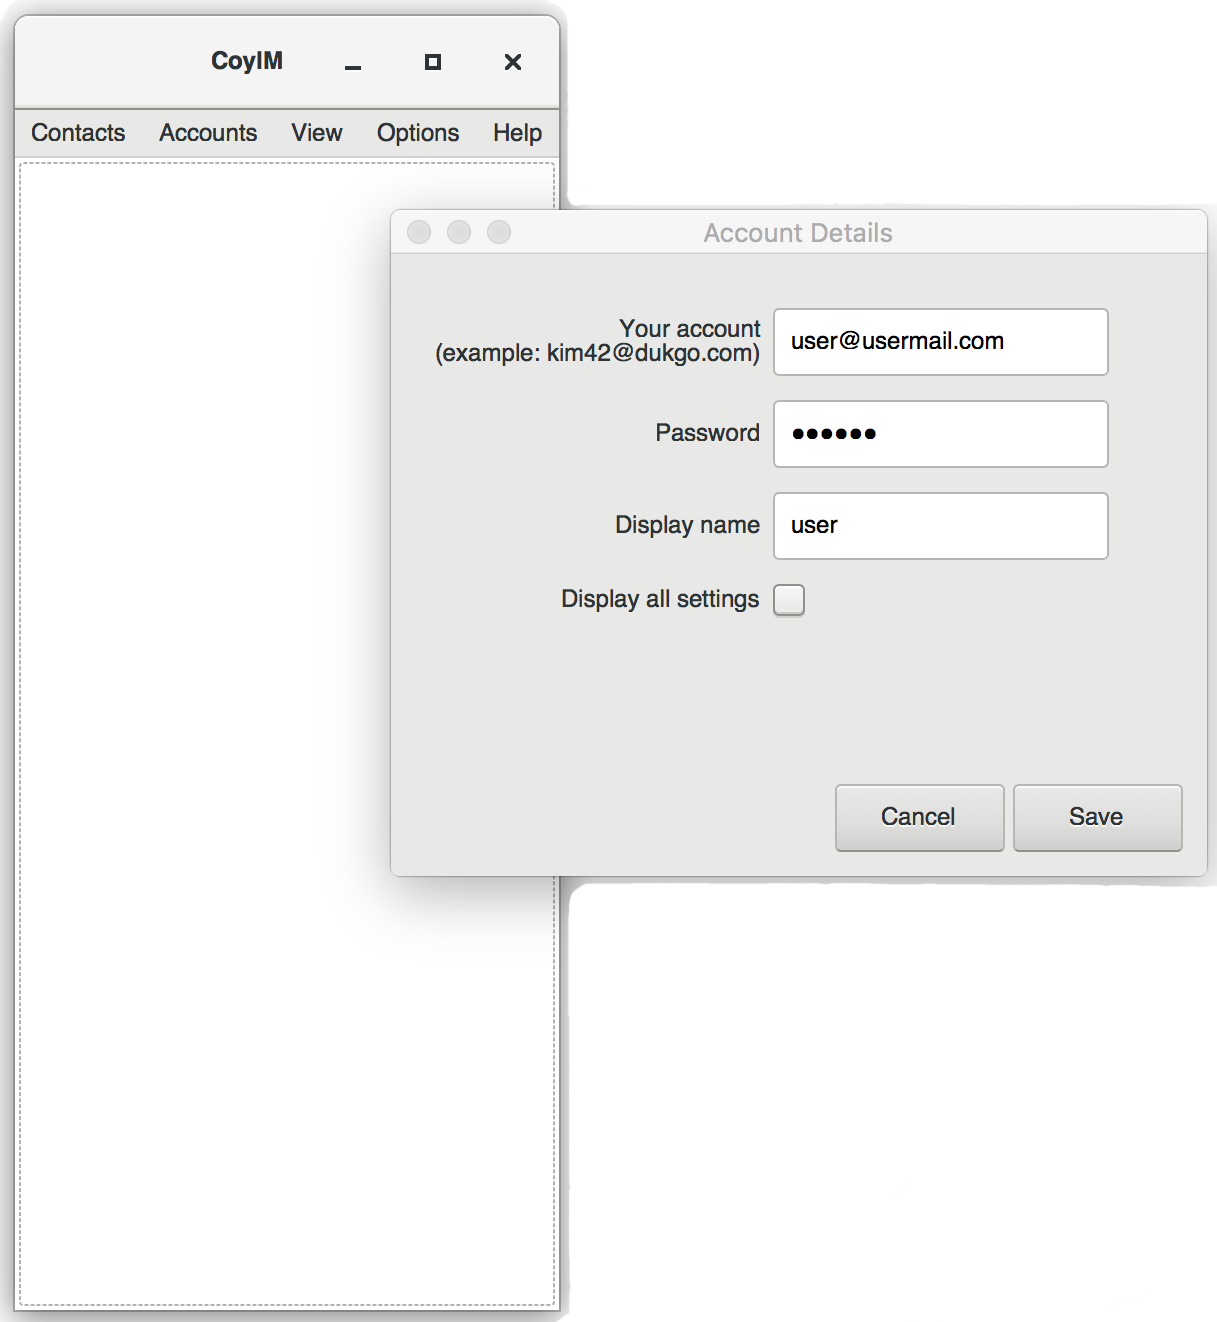 CoyIM
Contacts Accounts View Options Help
Account Details
Your account
(example: kim42@dukgo.com)
user@usermail.com
Password
••••••
Display name
user
Display all settings
Cancel
Save